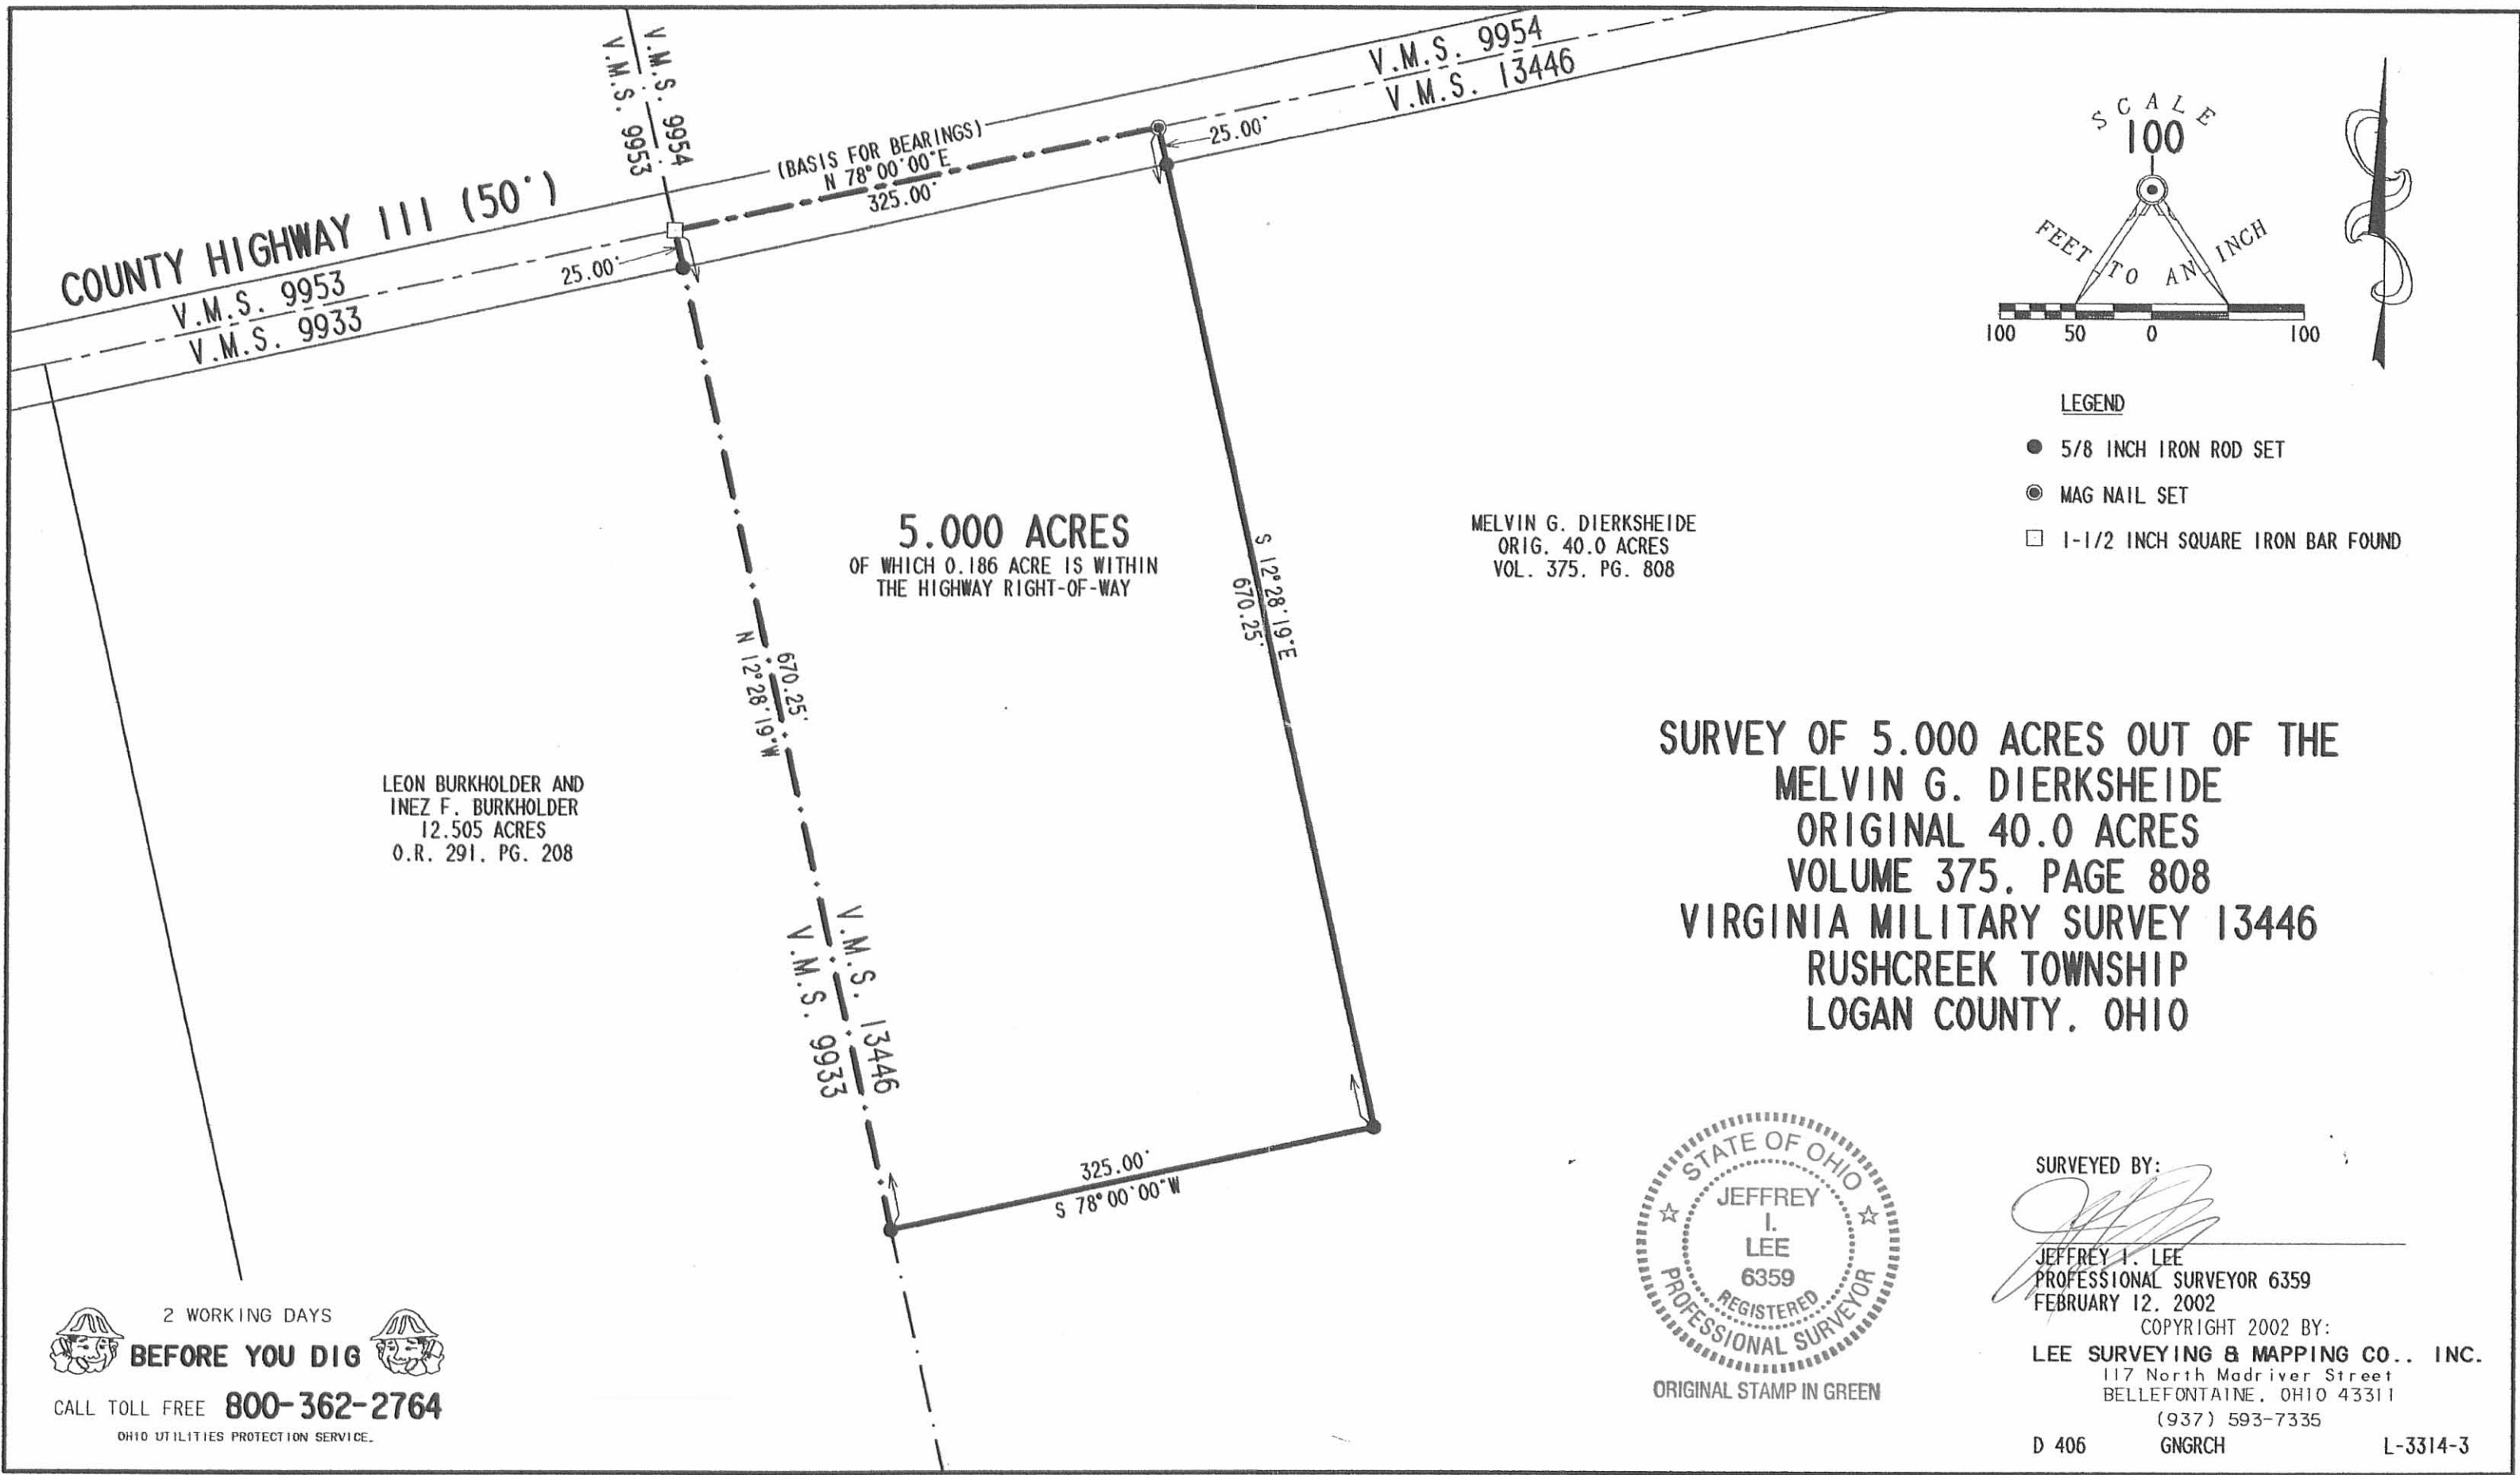 V.M.S. 9954
V.M.S. 9953
V.M.S. 9954
V.M.S. 13446
(BASIS FOR BEARINGS)
N 78°00'00"E
325.00'
25.00'
COUNTY HIGHWAY 111 (50')
25.00'
V.M.S. 9953
V.M.S. 9933
SCALE
100
FEET TO AN INCH
100 50 0 100
LEGEND
5/8 INCH IRON ROD SET
MAG NAIL SET
1-1/2 INCH SQUARE IRON BAR FOUND
5.000 ACRES
OF WHICH 0.186 ACRE IS WITHIN
THE HIGHWAY RIGHT-OF-WAY
S 12°28'19"E
670.25'
MELVIN G. DIERKSHEIDE
ORIG. 40.0 ACRES
VOL. 375, PG. 808
670.25'
N 12°28'19"W
LEON BURKHOLDER AND
INEZ F. BURKHOLDER
12.505 ACRES
O.R. 291, PG. 208
V.M.S. 13446
V.M.S. 9933
325.00'
S 78°00'00"W
SURVEY OF 5.000 ACRES OUT OF THE
MELVIN G. DIERKSHEIDE
ORIGINAL 40.0 ACRES
VOLUME 375, PAGE 808
VIRGINIA MILITARY SURVEY 13446
RUSHCREEK TOWNSHIP
LOGAN COUNTY, OHIO
2 WORKING DAYS
BEFORE YOU DIG
CALL TOLL FREE 800-362-2764
OHIO UTILITIES PROTECTION SERVICE.
STATE OF OHIO
JEFFREY
I.
LEE
6359
REGISTERED
PROFESSIONAL SURVEYOR
ORIGINAL STAMP IN GREEN
SURVEYED BY:
JEFFREY I. LEE
PROFESSIONAL SURVEYOR 6359
FEBRUARY 12, 2002
COPYRIGHT 2002 BY:
LEE SURVEYING & MAPPING CO., INC.
117 North Madriver Street
BELLEFONTAINE, OHIO 43311
(937) 593-7335
D 406 GNGRCH L-3314-3